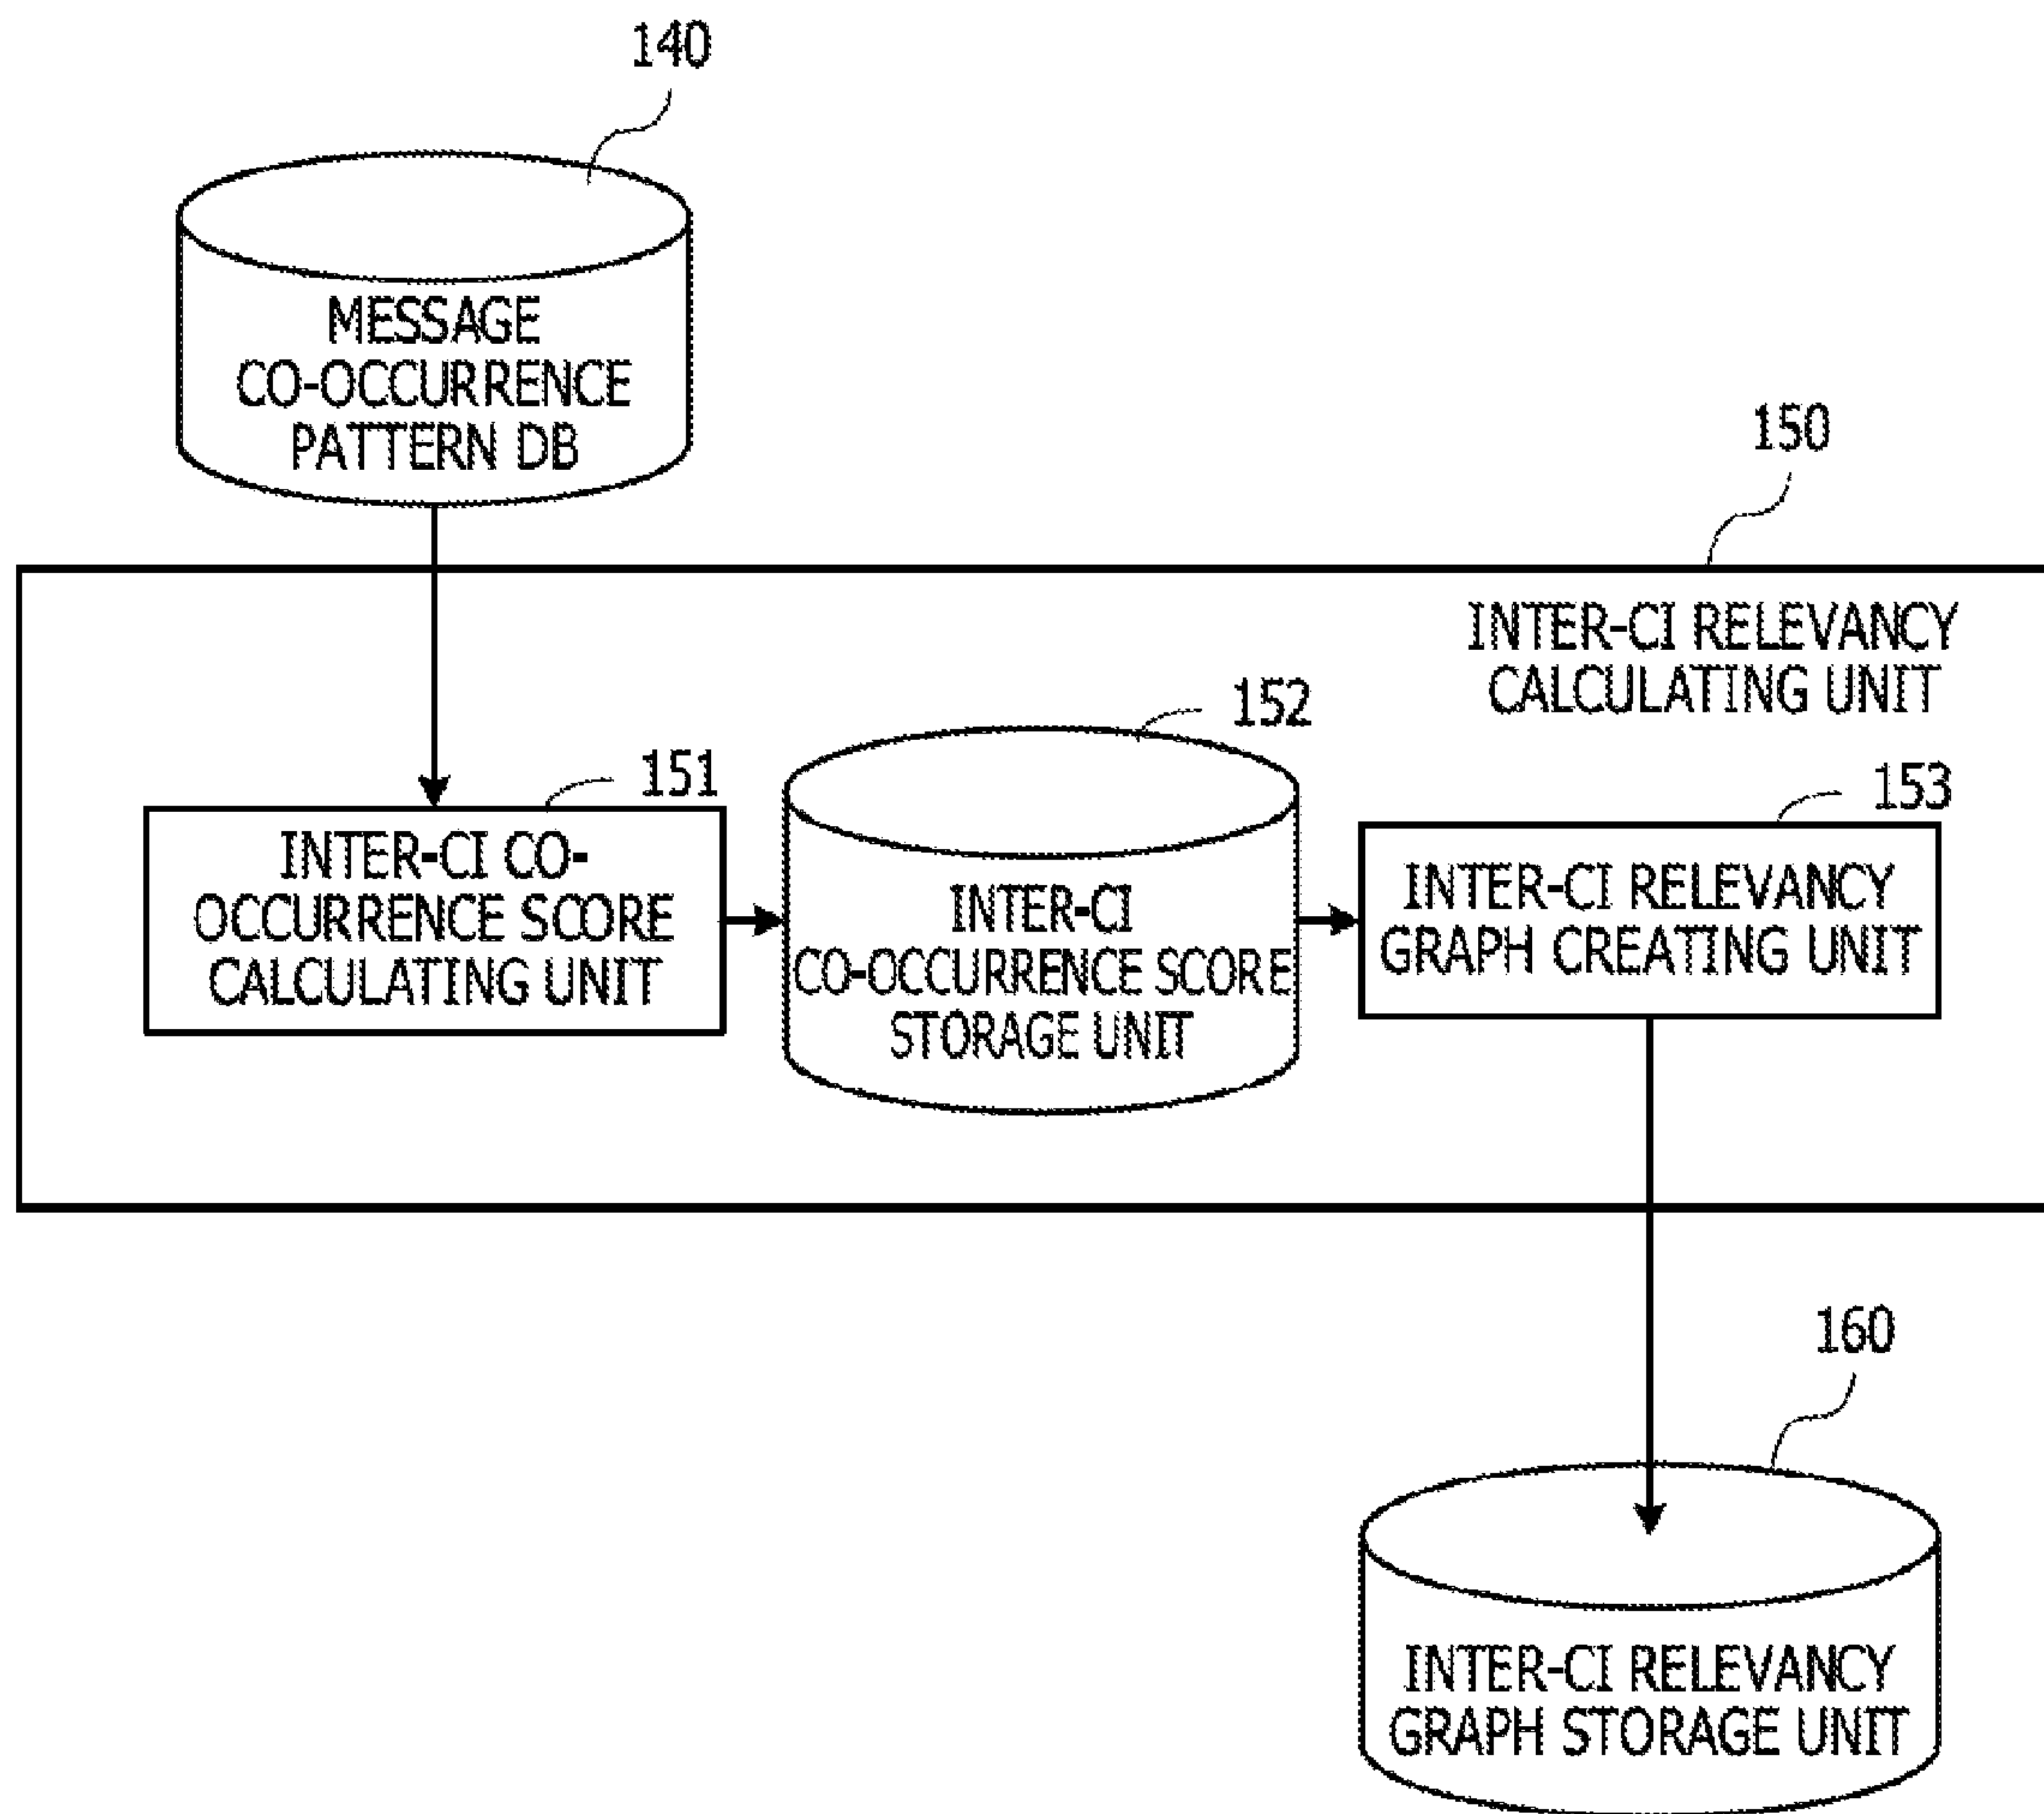 140
MESSAGE
CO-OCCURRENCE
PATTERN DB
150
INTER-CI RELEVANCY
CALCULATING UNIT
151
INTER-CI CO-
OCCURRENCE SCORE
CALCULATING UNIT
152
INTER-CI
CO-OCCURRENCE SCORE
STORAGE UNIT
153
INTER-CI RELEVANCY
GRAPH CREATING UNIT
160
INTER-CI RELEVANCY
GRAPH STORAGE UNIT